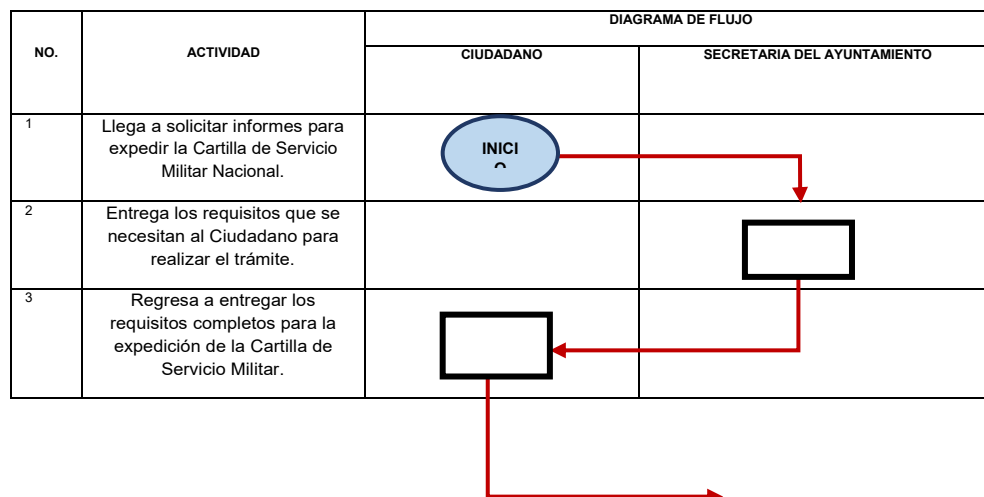 DIAGRAMA DE FLUJO
NO.
ACTIVIDAD
CIUDADANO
SECRETARIA DEL AYUNTAMIENTO
1
Llega a solicitar informes para
expedir la Cartilla de Servicio
Militar Nacional.
INICI
O
2
Entrega los requisitos que se
necesitan al Ciudadano para
realizar el trámite.
3
Regresa a entregar los
requisitos completos para la
expedición de la Cartilla de
Servicio Militar.